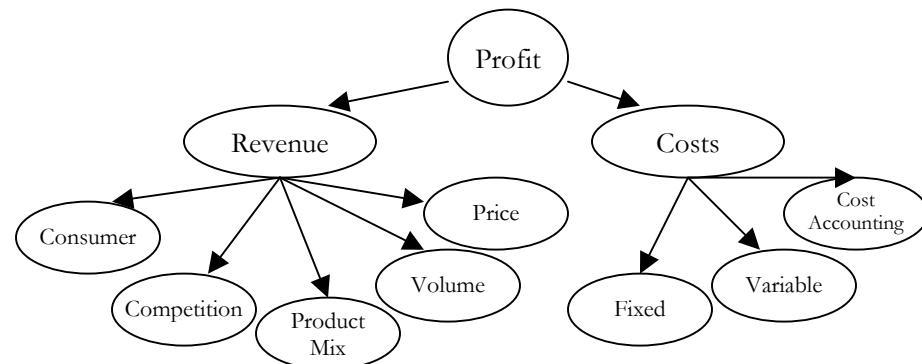 Profit
Revenue
Costs
Consumer
Competition
Product
Mix
Volume
Price
Fixed
Variable
Cost
Accounting